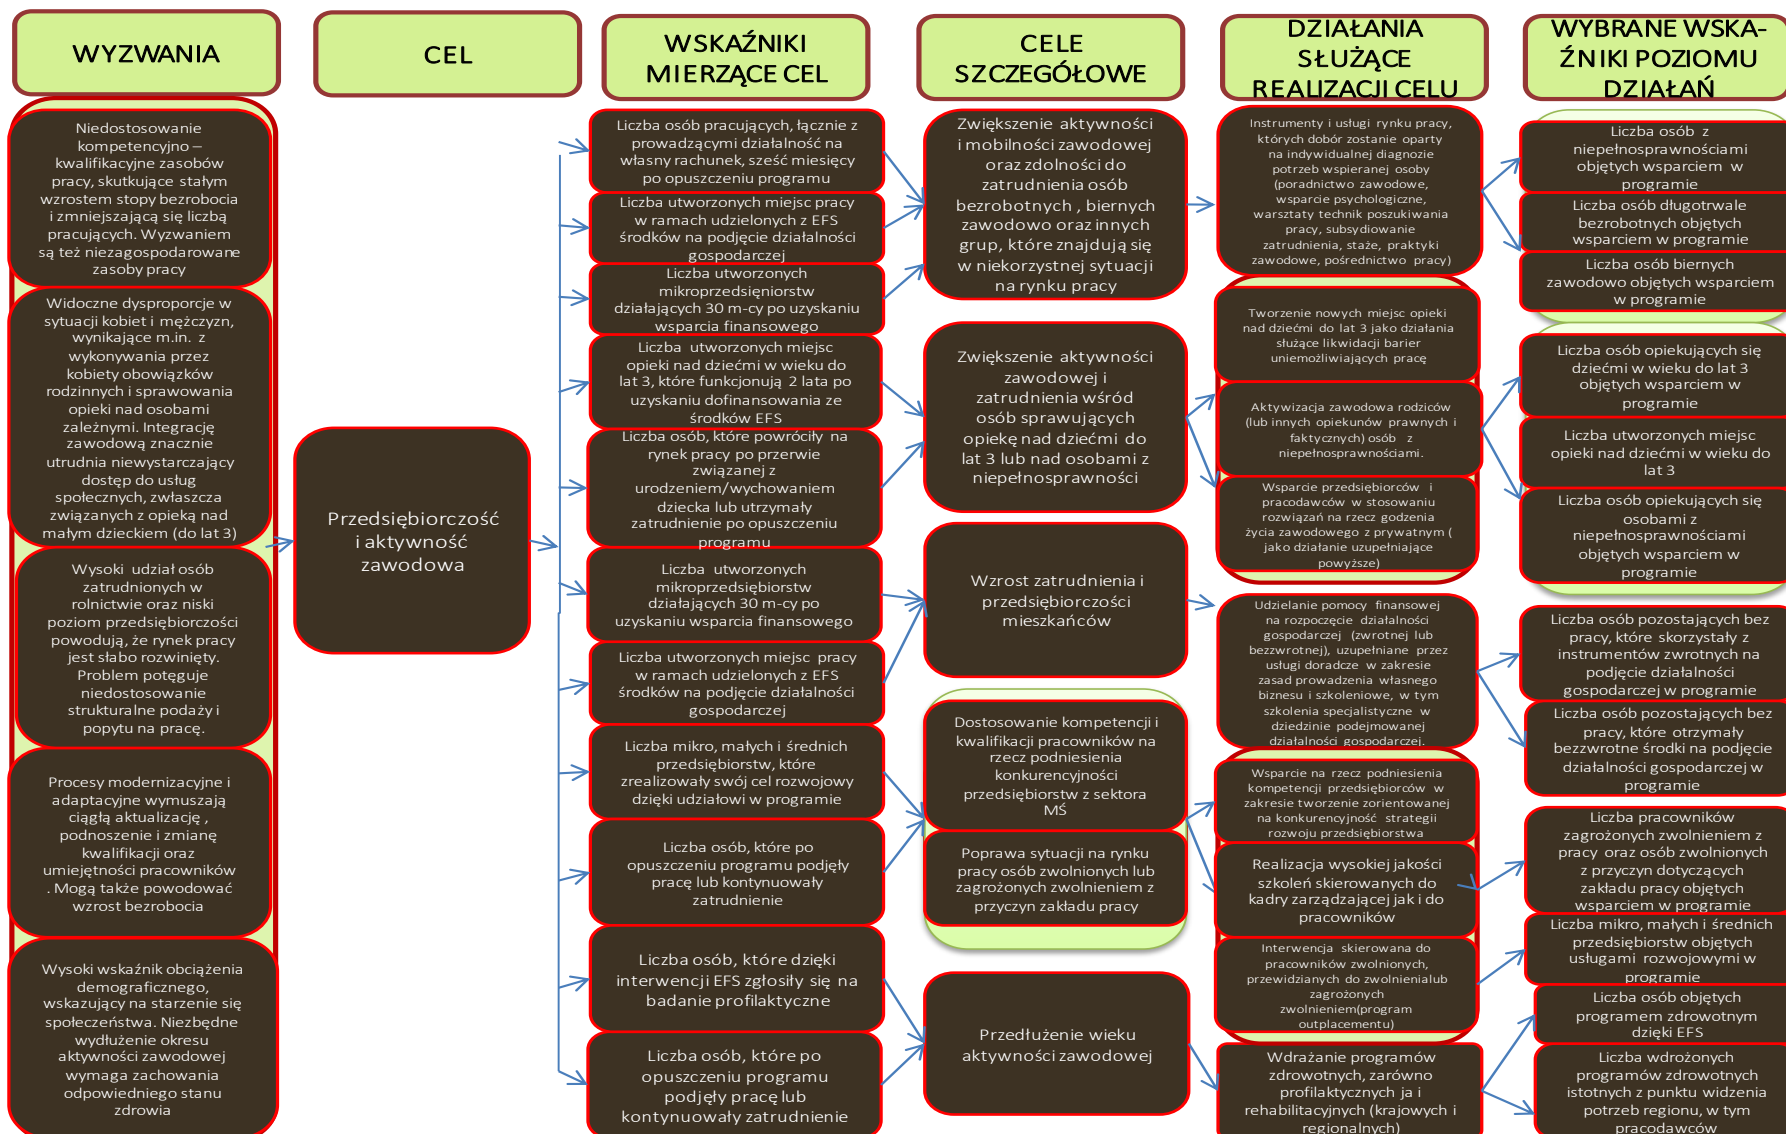 WYZWANIA
Niedostosowanie
kompetencyjno –
kwalifikacyjne zasobów
pracy, skutkujące stałym
wzrostem stopy bezrobocia
i zmniejszającą się liczbą
pracujących. Wyzwaniem
są też niezagospodarowane
zasoby pracy
Widoczne dysproporcje w
sytuacji kobiet i mężczyzn,
wynikające m.in. z
wykonywania przez
kobiety obowiązków
rodzinnych i sprawowania
opieki nad osobami
zależnymi. Integrację
zawodową znacznie
utrudnia niewystarczający
dostęp do usług
społecznych, zwłaszcza
związanych z opieką nad
małym dzieckiem (do lat 3)
Wysoki udział osób
zatrudnionych w
rolnictwie oraz niski
poziom przedsiębiorczości
powodują, że rynek pracy
jest słabo rozwinięty.
Problem potęguje
niedostosowanie
strukturalne podaży i
popytu na pracę.
Procesy modernizacyjne i
adaptacyjne wymuszają
ciągłą aktualizację ,
podnoszenie i zmianę
kwalifikacji oraz
umiejętności pracowników
. Mogą także powodować
wzrost bezrobocia
Wysoki wskaźnik obciążenia
demograficznego,
wskazujący na starzenie się
społeczeństwa. Niezbędne
wydłużenie okresu
aktywności zawodowej
wymaga zachowania
odpowiedniego stanu
zdrowia
CEL
Przedsiębiorczość
i aktywność
zawodowa
WSKAŹNIKI
MIERZĄCE CEL
Liczba osób pracujących, łącznie z
prowadzącymi działalność na
własny rachunek, sześć miesięcy
po opuszczeniu programu
Liczba utworzonych miejsc pracy
w ramach udzielonych z EFS
środków na podjęcie działalności
gospodarczej
Liczba utworzonych
mikroprzedsięniorstw
działających 30 m-cy po uzyskaniu
wsparcia finansowego
Liczba utworzonych miejsc
opieki nad dziećmi w wieku do
lat 3, które funkcjonują 2 lata po
uzyskaniu dofinansowania ze
środków EFS
Liczba osób, które powróciły na
rynek pracy po przerwie
związanej z
urodzeniem/wychowaniem
dziecka lub utrzymały
zatrudnienie po opuszczeniu
programu
Liczba utworzonych
mikroprzedsiębiorstw
działających 30 m-cy po
uzyskaniu wsparcia finansowego
Liczba utworzonych miejsc pracy
w ramach udzielonych z EFS
środków na podjęcie działalności
gospodarczej
Liczba mikro, małych i średnich
przedsiębiorstw, które
zrealizowały swój cel rozwojowy
dzięki udziałowi w programie
Liczba osób, które po
opuszczeniu programu podjęły
pracę lub kontynuowały
zatrudnienie
Liczba osób, które dzięki
interwencji EFS zgłosiły się na
badanie profilaktyczne
Liczba osób, które po
opuszczeniu programu
podjęły pracę lub
kontynuowały zatrudnienie
CELE
SZCZEGÓŁOWE
Zwiększenie aktywności
i mobilności zawodowej
oraz zdolności do
zatrudnienia osób
bezrobotnych , biernych
zawodowo oraz innych
grup, które znajdują się
w niekorzystnej sytuacji
na rynku pracy
Zwiększenie aktywności
zawodowej i
zatrudnienia wśród
osób sprawujących
opiekę nad dziećmi do
lat 3 lub nad osobami z
niepełnosprawności
Wzrost zatrudnienia i
przedsiębiorczości
mieszkańców
Dostosowanie kompetencji i
kwalifikacji pracowników na
rzecz podniesienia
konkurencyjności
przedsiębiorstw z sektora
MŚ
Poprawa sytuacji na rynku
pracy osób zwolnionych lub
zagrożonych zwolnieniem z
przyczyn zakładu pracy
Przedłużenie wieku
aktywności zawodowej
DZIAŁANIA
SŁUŻĄCE
REALIZACJI CELU
Instrumenty i usługi rynku pracy,
których dobór zostanie oparty
na indywidualnej diagnozie
potrzeb wspieranej osoby
(poradnictwo zawodowe,
wsparcie psychologiczne,
warsztaty technik poszukiwania
pracy, subsydiowanie
zatrudnienia, staże, praktyki
zawodowe, pośrednictwo pracy)
Tworzenie nowych miejsc opieki
nad dziećmi do lat 3 jako działania
służące likwidacji barier
uniemożliwiających pracę
Aktywizacja zawodowa rodziców
(lub innych opiekunów prawnych i
faktycznych) osób z
niepełnosprawnościami.
Wsparcie przedsiębiorców i
pracodawców w stosowaniu
rozwiązań na rzecz godzenia
życia zawodowego z prywatnym (
jako działanie uzupełniające
powyższe)
Udzielanie pomocy finansowej
na rozpoczęcie działalności
gospodarczej (zwrotnej lub
bezzwrotnej), uzupełniane przez
usługi doradcze w zakresie
zasad prowadzenia własnego
biznesu i szkoleniowe, w tym
szkolenia specjalistyczne w
dziedzinie podejmowanej
działalności gospodarczej.
Wsparcie na rzecz podniesienia
kompetencji przedsiębiorców w
zakresie tworzenie zorientowanej
na konkurencyjność strategii
rozwoju przedsiębiorstwa
Realizacja wysokiej jakości
szkoleń skierowanych do
kadry zarządzającej jak i do
pracowników
Interwencja skierowana do
pracowników zwolnionych,
przewidzianych do zwolnienialub
zagrożonych
zwolnieniem(program
outplacementu)
Wdrażanie programów
zdrowotnych, zarówno
profilaktycznych ja i
rehabilitacyjnych (krajowych i
regionalnych)
WYBRANE WSKA-
ŹNIKI POZIOMU
DZIAŁAŃ
Liczba osób z
niepełnosprawnościami
objętych wsparciem w
programie
Liczba osób długotrwale
bezrobotnych objętych
wsparciem w programie
Liczba osób biernych
zawodowo objętych wsparciem
w programie
Liczba osób opiekujących się
dziećmi w wieku do lat 3
objętych wsparciem w
programie
Liczba utworzonych miejsc
opieki nad dziećmi w wieku do
lat 3
Liczba osób opiekujących się
osobami z
niepełnosprawnościami
objętych wsparciem w
programie
Liczba osób pozostających bez
pracy, które skorzystały z
instrumentów zwrotnych na
podjęcie działalności
gospodarczej w programie
Liczba osób pozostających bez
pracy, które otrzymały
bezzwrotne środki na podjęcie
działalności gospodarczej w
programie
Liczba pracowników
zagrożonych zwolnieniem z
pracy oraz osób zwolnionych
z przyczyn dotyczących
zakładu pracy objętych
wsparciem w programie
Liczba mikro, małych i średnich
przedsiębiorstw objętych
usługami rozwojowymi w
programie
Liczba osób objętych
programem zdrowotnym
dzięki EFS
Liczba wdrożonych
programów zdrowotnych
istotnych z punktu widzenia
potrzeb regionu, w tym
pracodawców